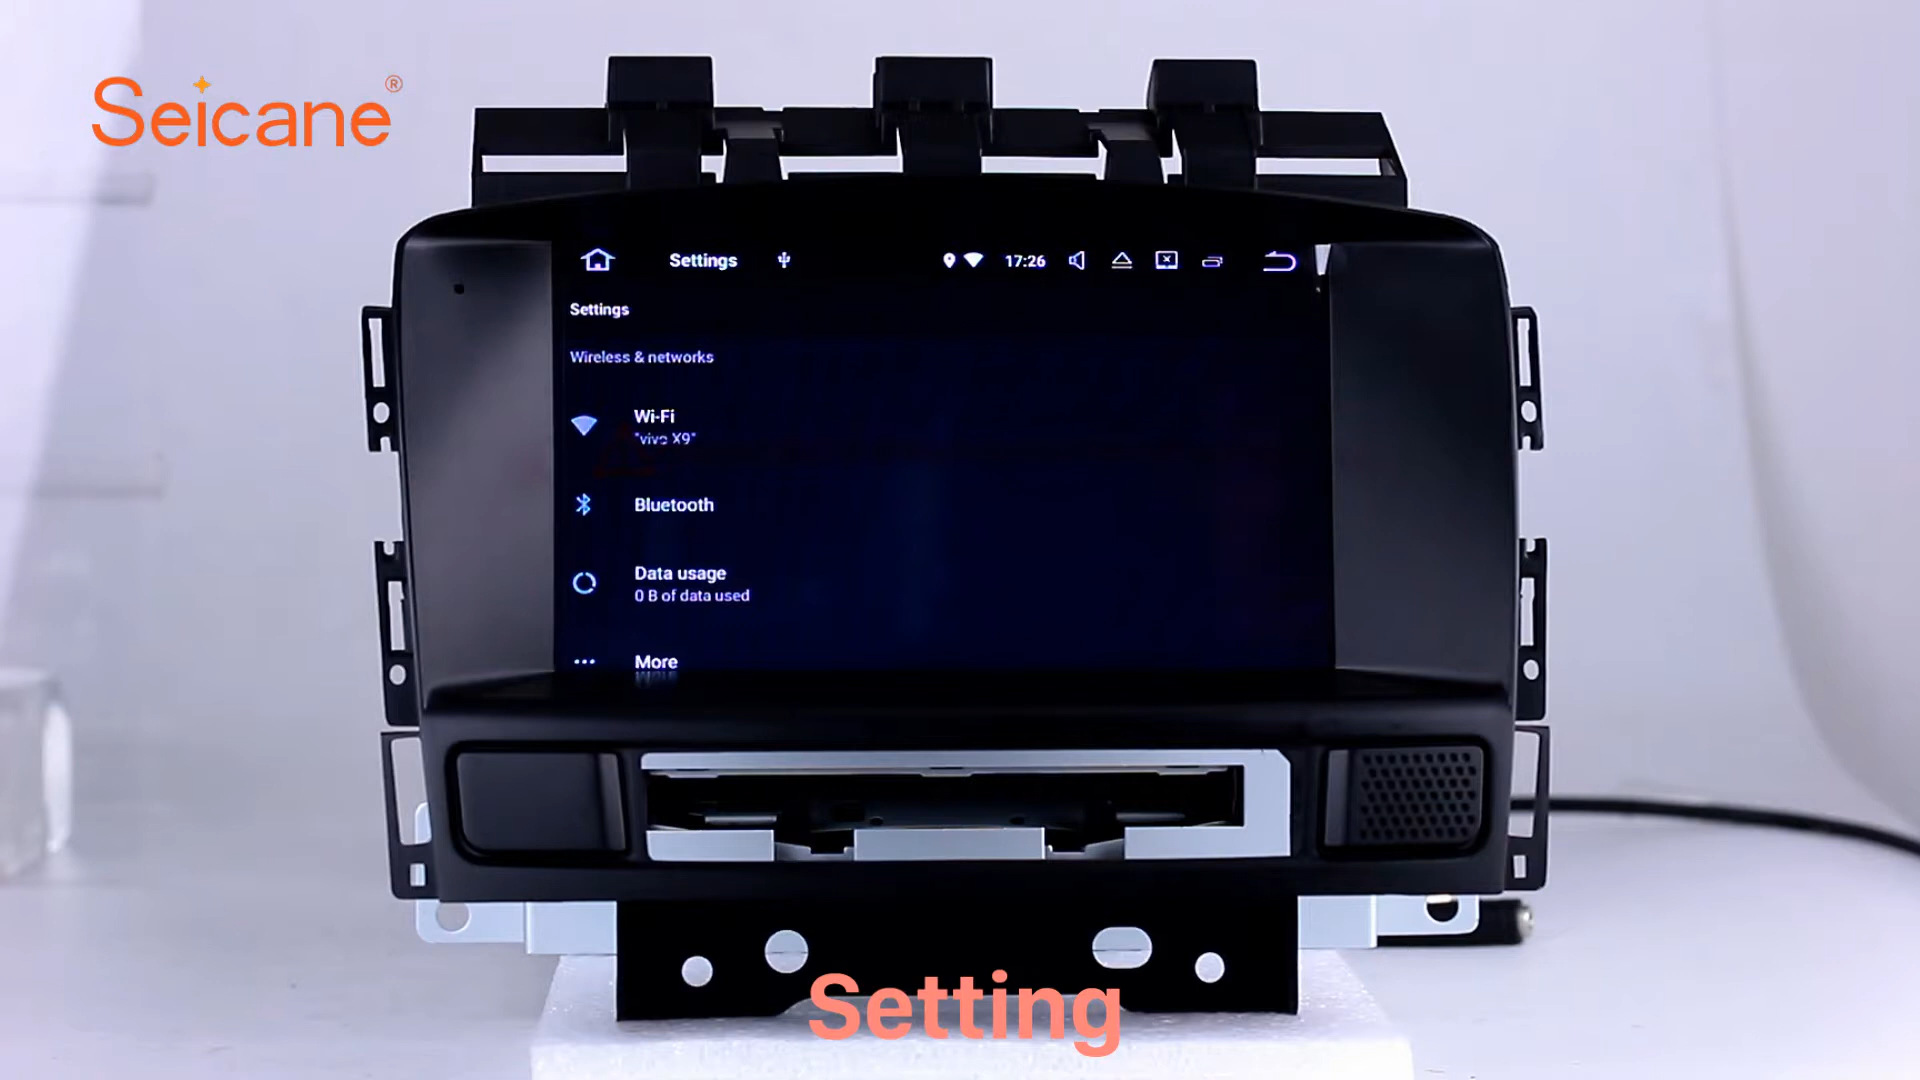 Seicane®
Settings 17:26
Settings
Wireless & networks
Wi-Fi
"vivo X9"
Bluetooth
Data usage
0 B of data used
More
Setting